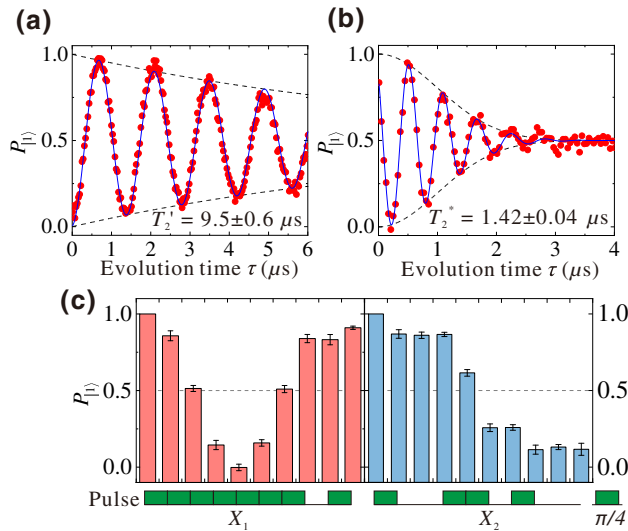 (a)
(b)
1.0
0.5
0.0
P|1⟩
T2' = 9.5±0.6 μs
0 1 2 3 4 5 6
Evolution time τ (μs)
1.0
0.5
0.0
T2* = 1.42±0.04 μs
0 1 2 3 4
Evolution time τ (μs)
(c)
1.0
0.5
0.0
P|1⟩
1.0
0.5
0.0
Pulse
X1
X2
π/4